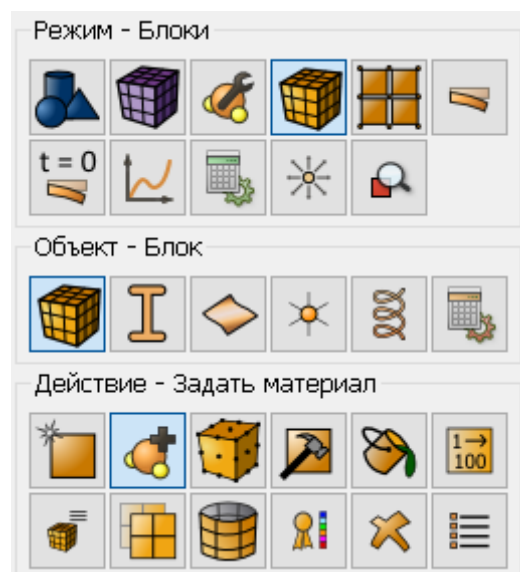 Режим - Блоки
t = 0
Объект - Блок
Действие - Задать материал
1→
100